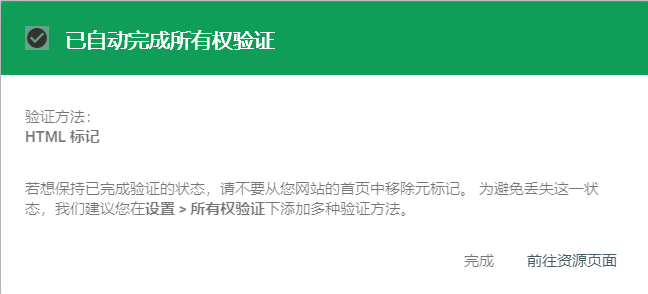 已自动完成所有权验证
验证方法：
HTML 标记
若想保持已完成验证的状态，请不要从您网站的首页中移除元标记。 为避免丢失这一状
态，我们建议您在设置 > 所有权验证下添加多种验证方法。
完成 前往资源页面